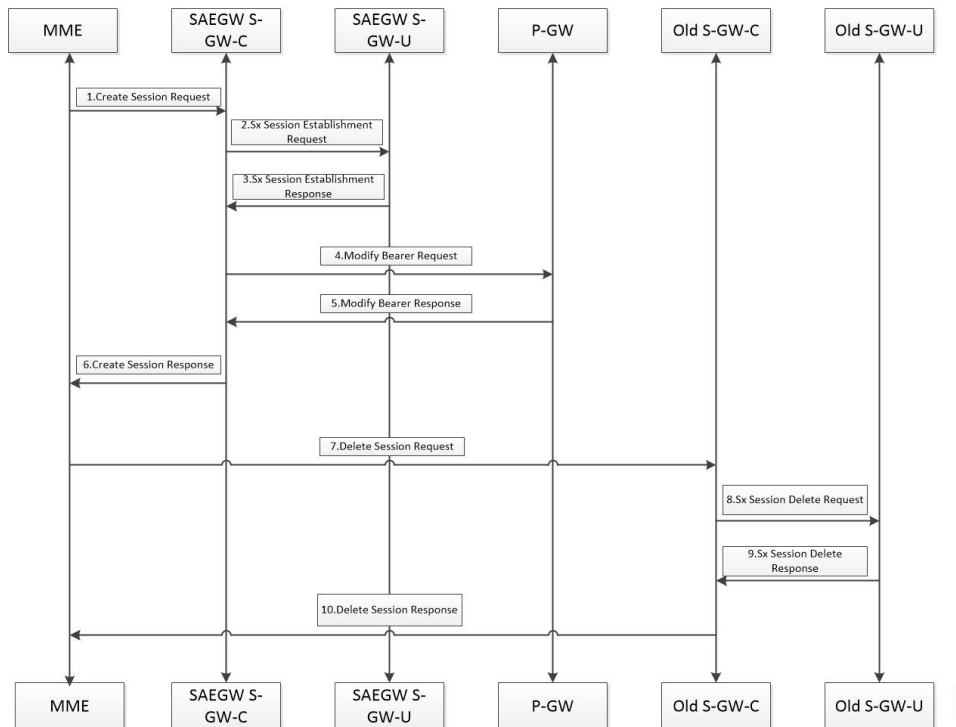 MME
SAEGW S-
GW-C
SAEGW S-
GW-U
P-GW
Old S-GW-C
Old S-GW-U
1.Create Session Request
2.Sx Session Establishment
Request
3.Sx Session Establishment
Response
4.Modify Bearer Request
5.Modify Bearer Response
6.Create Session Response
7.Delete Session Request
8.Sx Session Delete Request
9.Sx Session Delete
Response
10.Delete Session Response
MME
SAEGW S-
GW-C
SAEGW S-
GW-U
P-GW
Old S-GW-C
Old S-GW-U